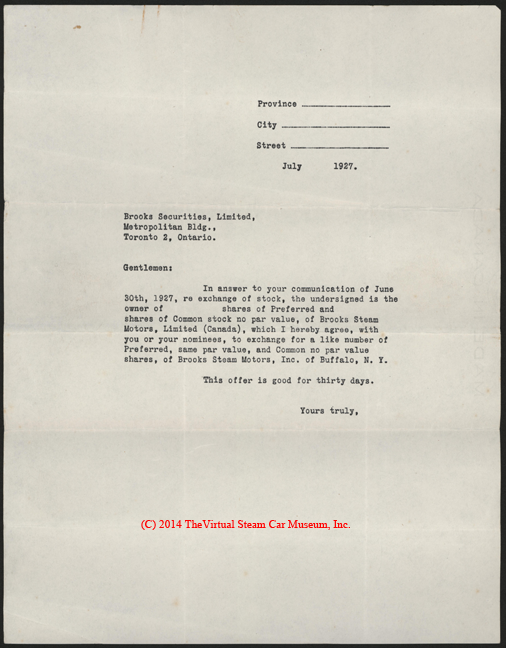 Province
City
Street
July 1927.
Brooks Securities, Limited,
Metropolitan Bldg.,
Toronto 2, Ontario.
Gentlemen:
In answer to your communication of June
30th, 1927, re exchange of stock, the undersigned is the
owner of shares of Preferred and
shares of Common stock no par value, of Brooks Steam
Motors, Limited (Canada), which I hereby agree, with
you or your nominees, to exchange for a like number of
Preferred, same par value, and Common no par value
shares, of Brooks Steam Motors, Inc. of Buffalo, N. Y.
This offer is good for thirty days.
Yours truly,
(C) 2014 TheVirtual Steam Car Museum, Inc.